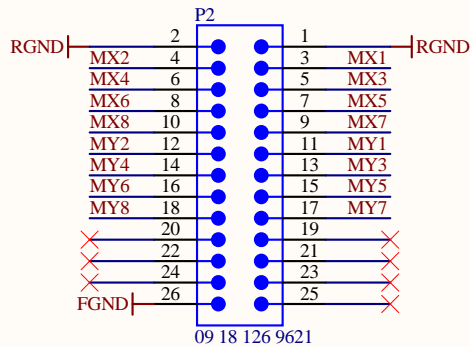 P2
RGND 2 1 RGND
MX2 4 3 MX1
MX4 6 5 MX3
MX6 8 7 MX5
MX8 10 9 MX7
MY2 12 11 MY1
MY4 14 13 MY3
MY6 16 15 MY5
MY8 18 17 MY7
20 19
22 21
24 23
FGND 26 25
09 18 126 9621